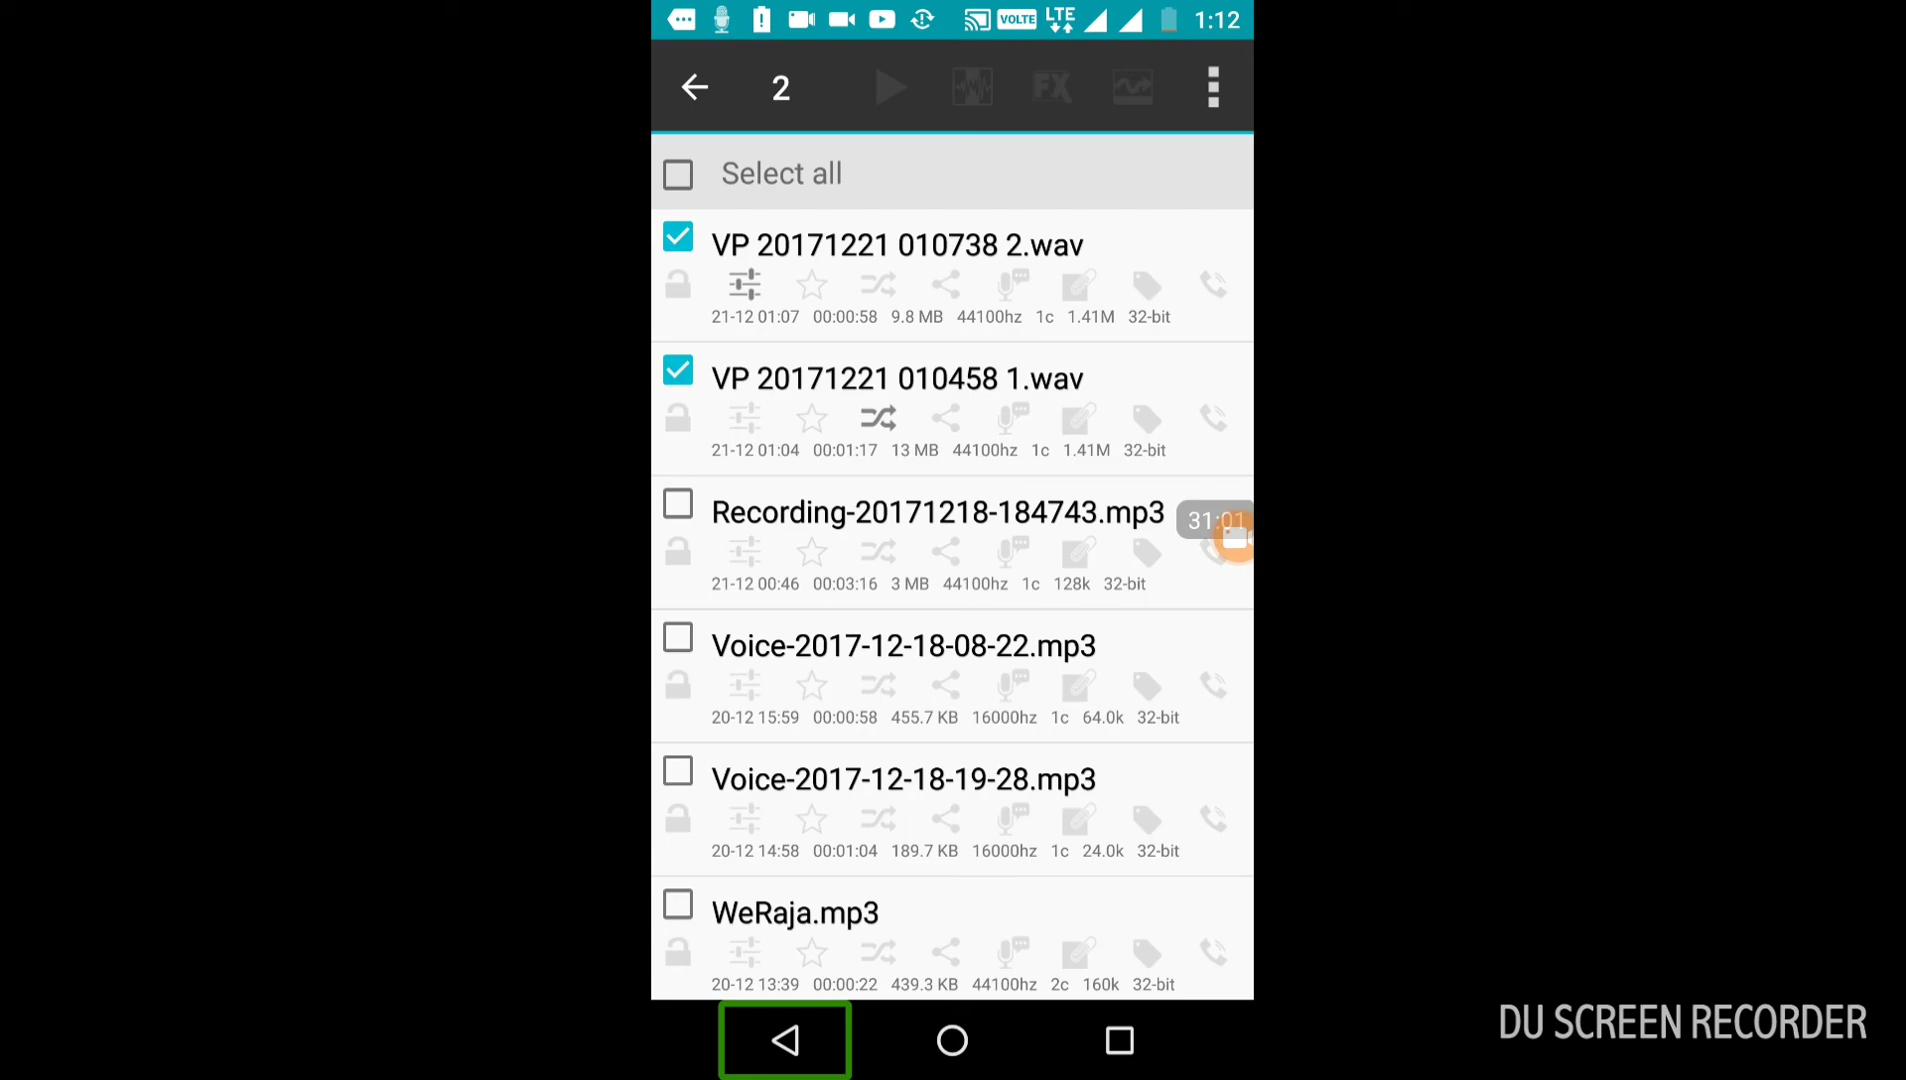 VOLTE LTE 1:12
2 FX
Select all
VP 20171221 010738 2.wav
21-12 01:07 00:00:58 9.8 MB 44100hz 1c 1.41M 32-bit
VP 20171221 010458 1.wav
21-12 01:04 00:01:17 13 MB 44100hz 1c 1.41M 32-bit
Recording-20171218-184743.mp3
31:01
21-12 00:46 00:03:16 3 MB 44100hz 1c 128k 32-bit
Voice-2017-12-18-08-22.mp3
20-12 15:59 00:00:58 455.7 KB 16000hz 1c 64.0k 32-bit
Voice-2017-12-18-19-28.mp3
20-12 14:58 00:01:04 189.7 KB 16000hz 1c 24.0k 32-bit
WeRaja.mp3
20-12 13:39 00:00:22 439.3 KB 44100hz 2c 160k 32-bit
DU SCREEN RECORDER